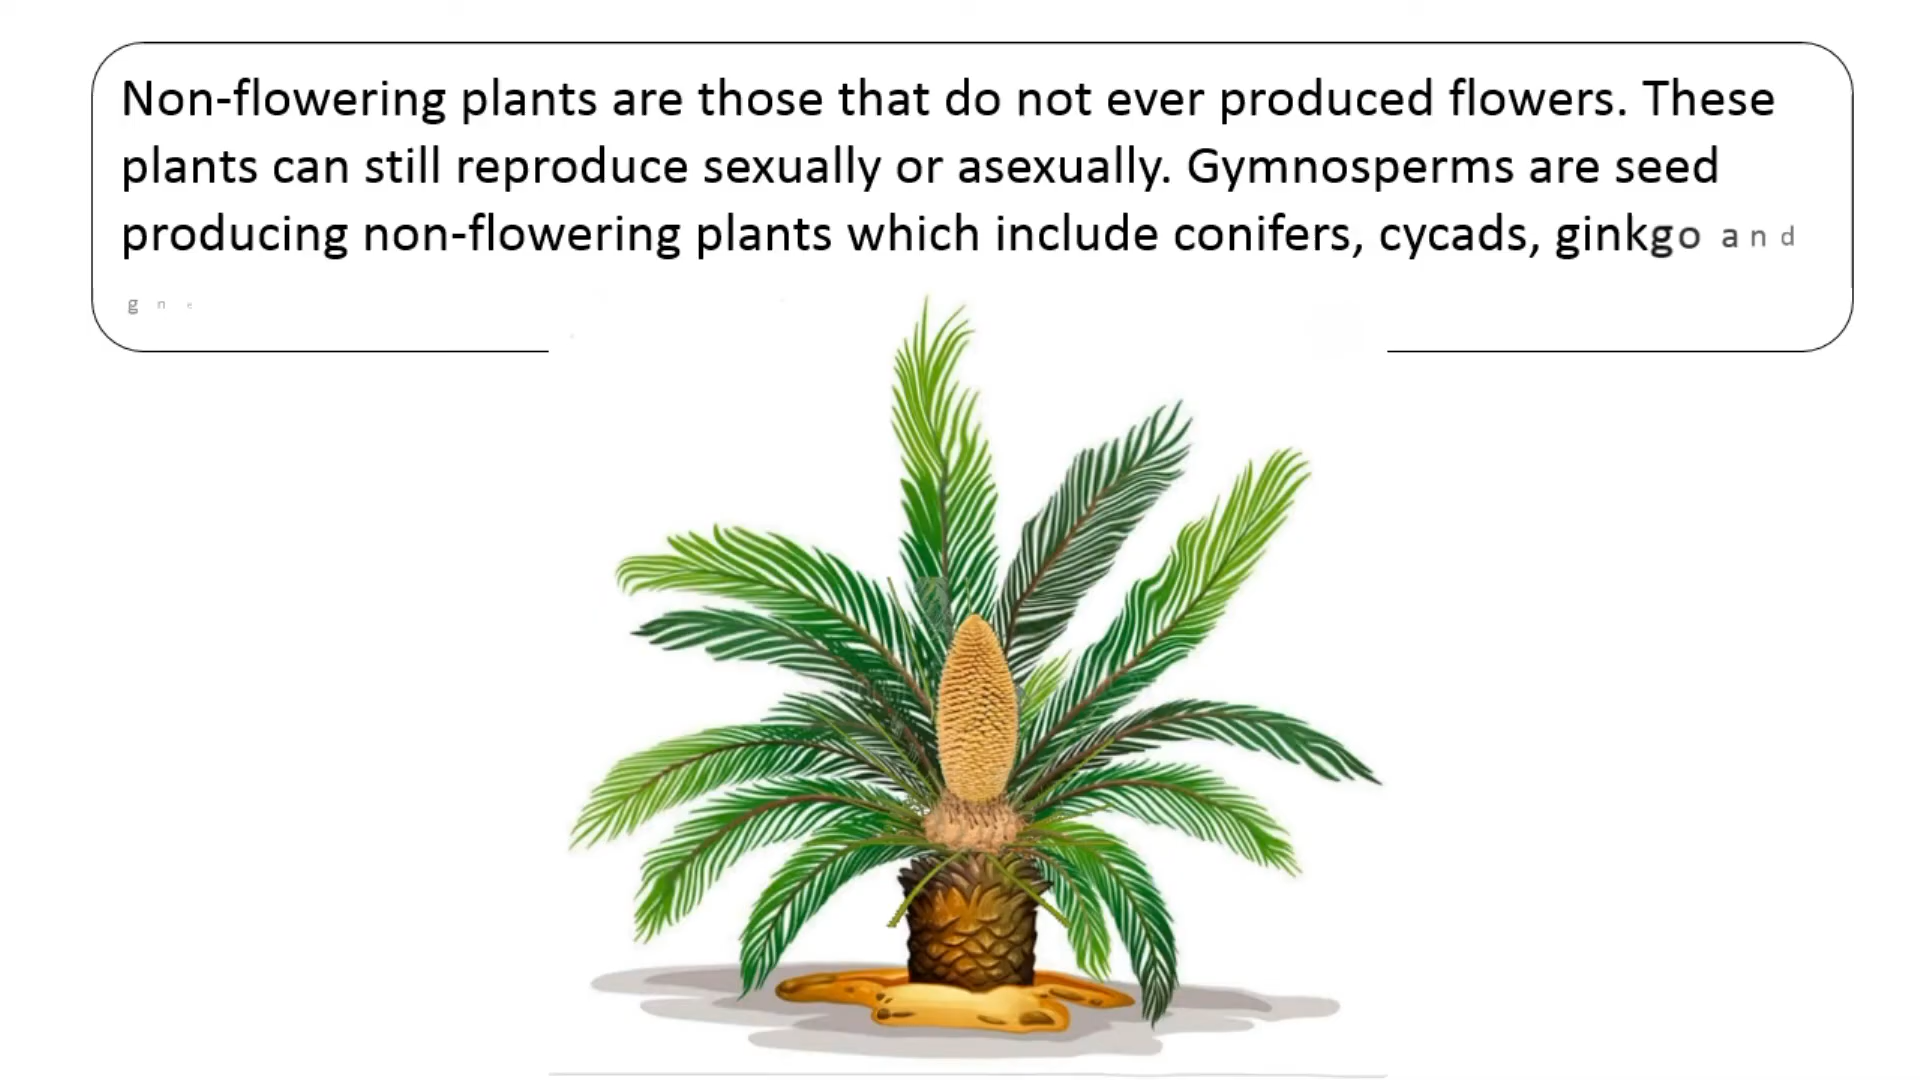 Non-flowering plants are those that do not ever produced flowers. These
plants can still reproduce sexually or asexually. Gymnosperms are seed
producing non-flowering plants which include conifers, cycads, ginkgo and
g n e